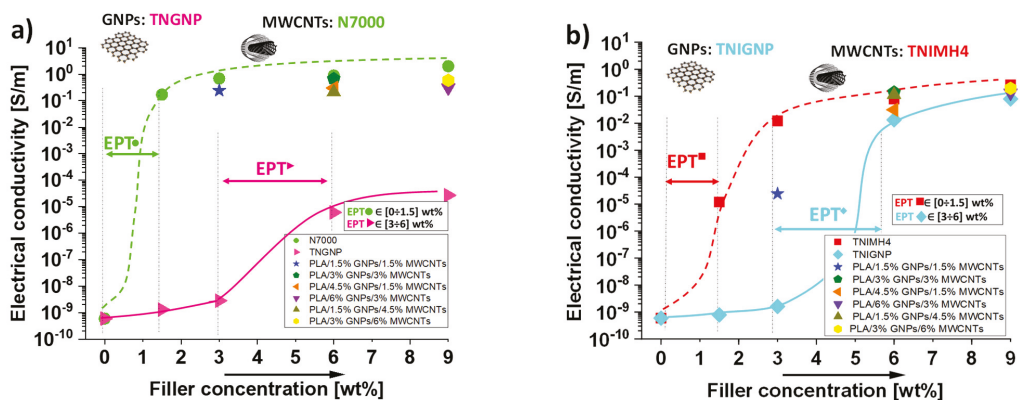 a)
GNPs: TNGNP
MWCNTs: N7000
Electrical conductivity [S/m]
10^1
10^0
10^-1
10^-2
10^-3
10^-4
10^-5
10^-6
10^-7
10^-8
10^-9
10^-10
EPT
EPT
EPT ∈ [0÷1.5] wt%
EPT ∈ [3÷6] wt%
N7000
TNGNP
PLA/1.5% GNPs/1.5% MWCNTs
PLA/3% GNPs/3% MWCNTs
PLA/4.5% GNPs/1.5% MWCNTs
PLA/6% GNPs/3% MWCNTs
PLA/1.5% GNPs/4.5% MWCNTs
PLA/3% GNPs/6% MWCNTs
0 1 2 3 4 5 6 7 8 9
Filler concentration [wt%]
b)
GNPs: TNIGNP
MWCNTs: TNIMH4
Electrical conductivity [S/m]
10^1
10^0
10^-1
10^-2
10^-3
10^-4
10^-5
10^-6
10^-7
10^-8
10^-9
10^-10
EPT
EPT
EPT ∈ [0÷1.5] wt%
EPT ∈ [3÷6] wt%
TNIMH4
TNIGNP
PLA/1.5% GNPs/1.5% MWCNTs
PLA/3% GNPs/3% MWCNTs
PLA/4.5% GNPs/1.5% MWCNTs
PLA/6% GNPs/3% MWCNTs
PLA/1.5% GNPs/4.5% MWCNTs
PLA/3% GNPs/6% MWCNTs
0 1 2 3 4 5 6 7 8 9
Filler concentration [wt%]